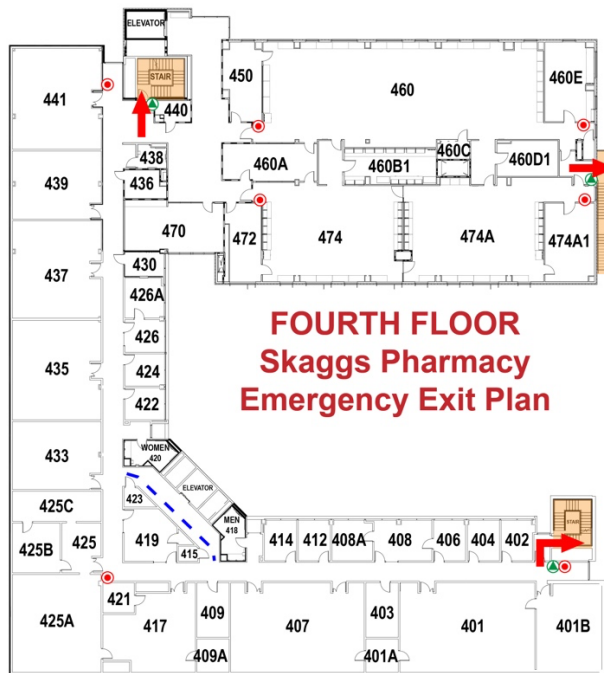 ELEVATOR
STAIR
440
441
450
460
460E
438
436
460A
460B1
460C
460D1
439
470
472
474
474A
474A1
437
430
426A
426
424
422
435
FOURTH FLOOR
Skaggs Pharmacy
Emergency Exit Plan
433
WOMEN
420
ELEVATOR
423
425C
425B
425
419
415
MEN
418
414
412
408A
408
406
404
402
STAIR
425A
421
417
409
409A
407
403
401A
401
401B